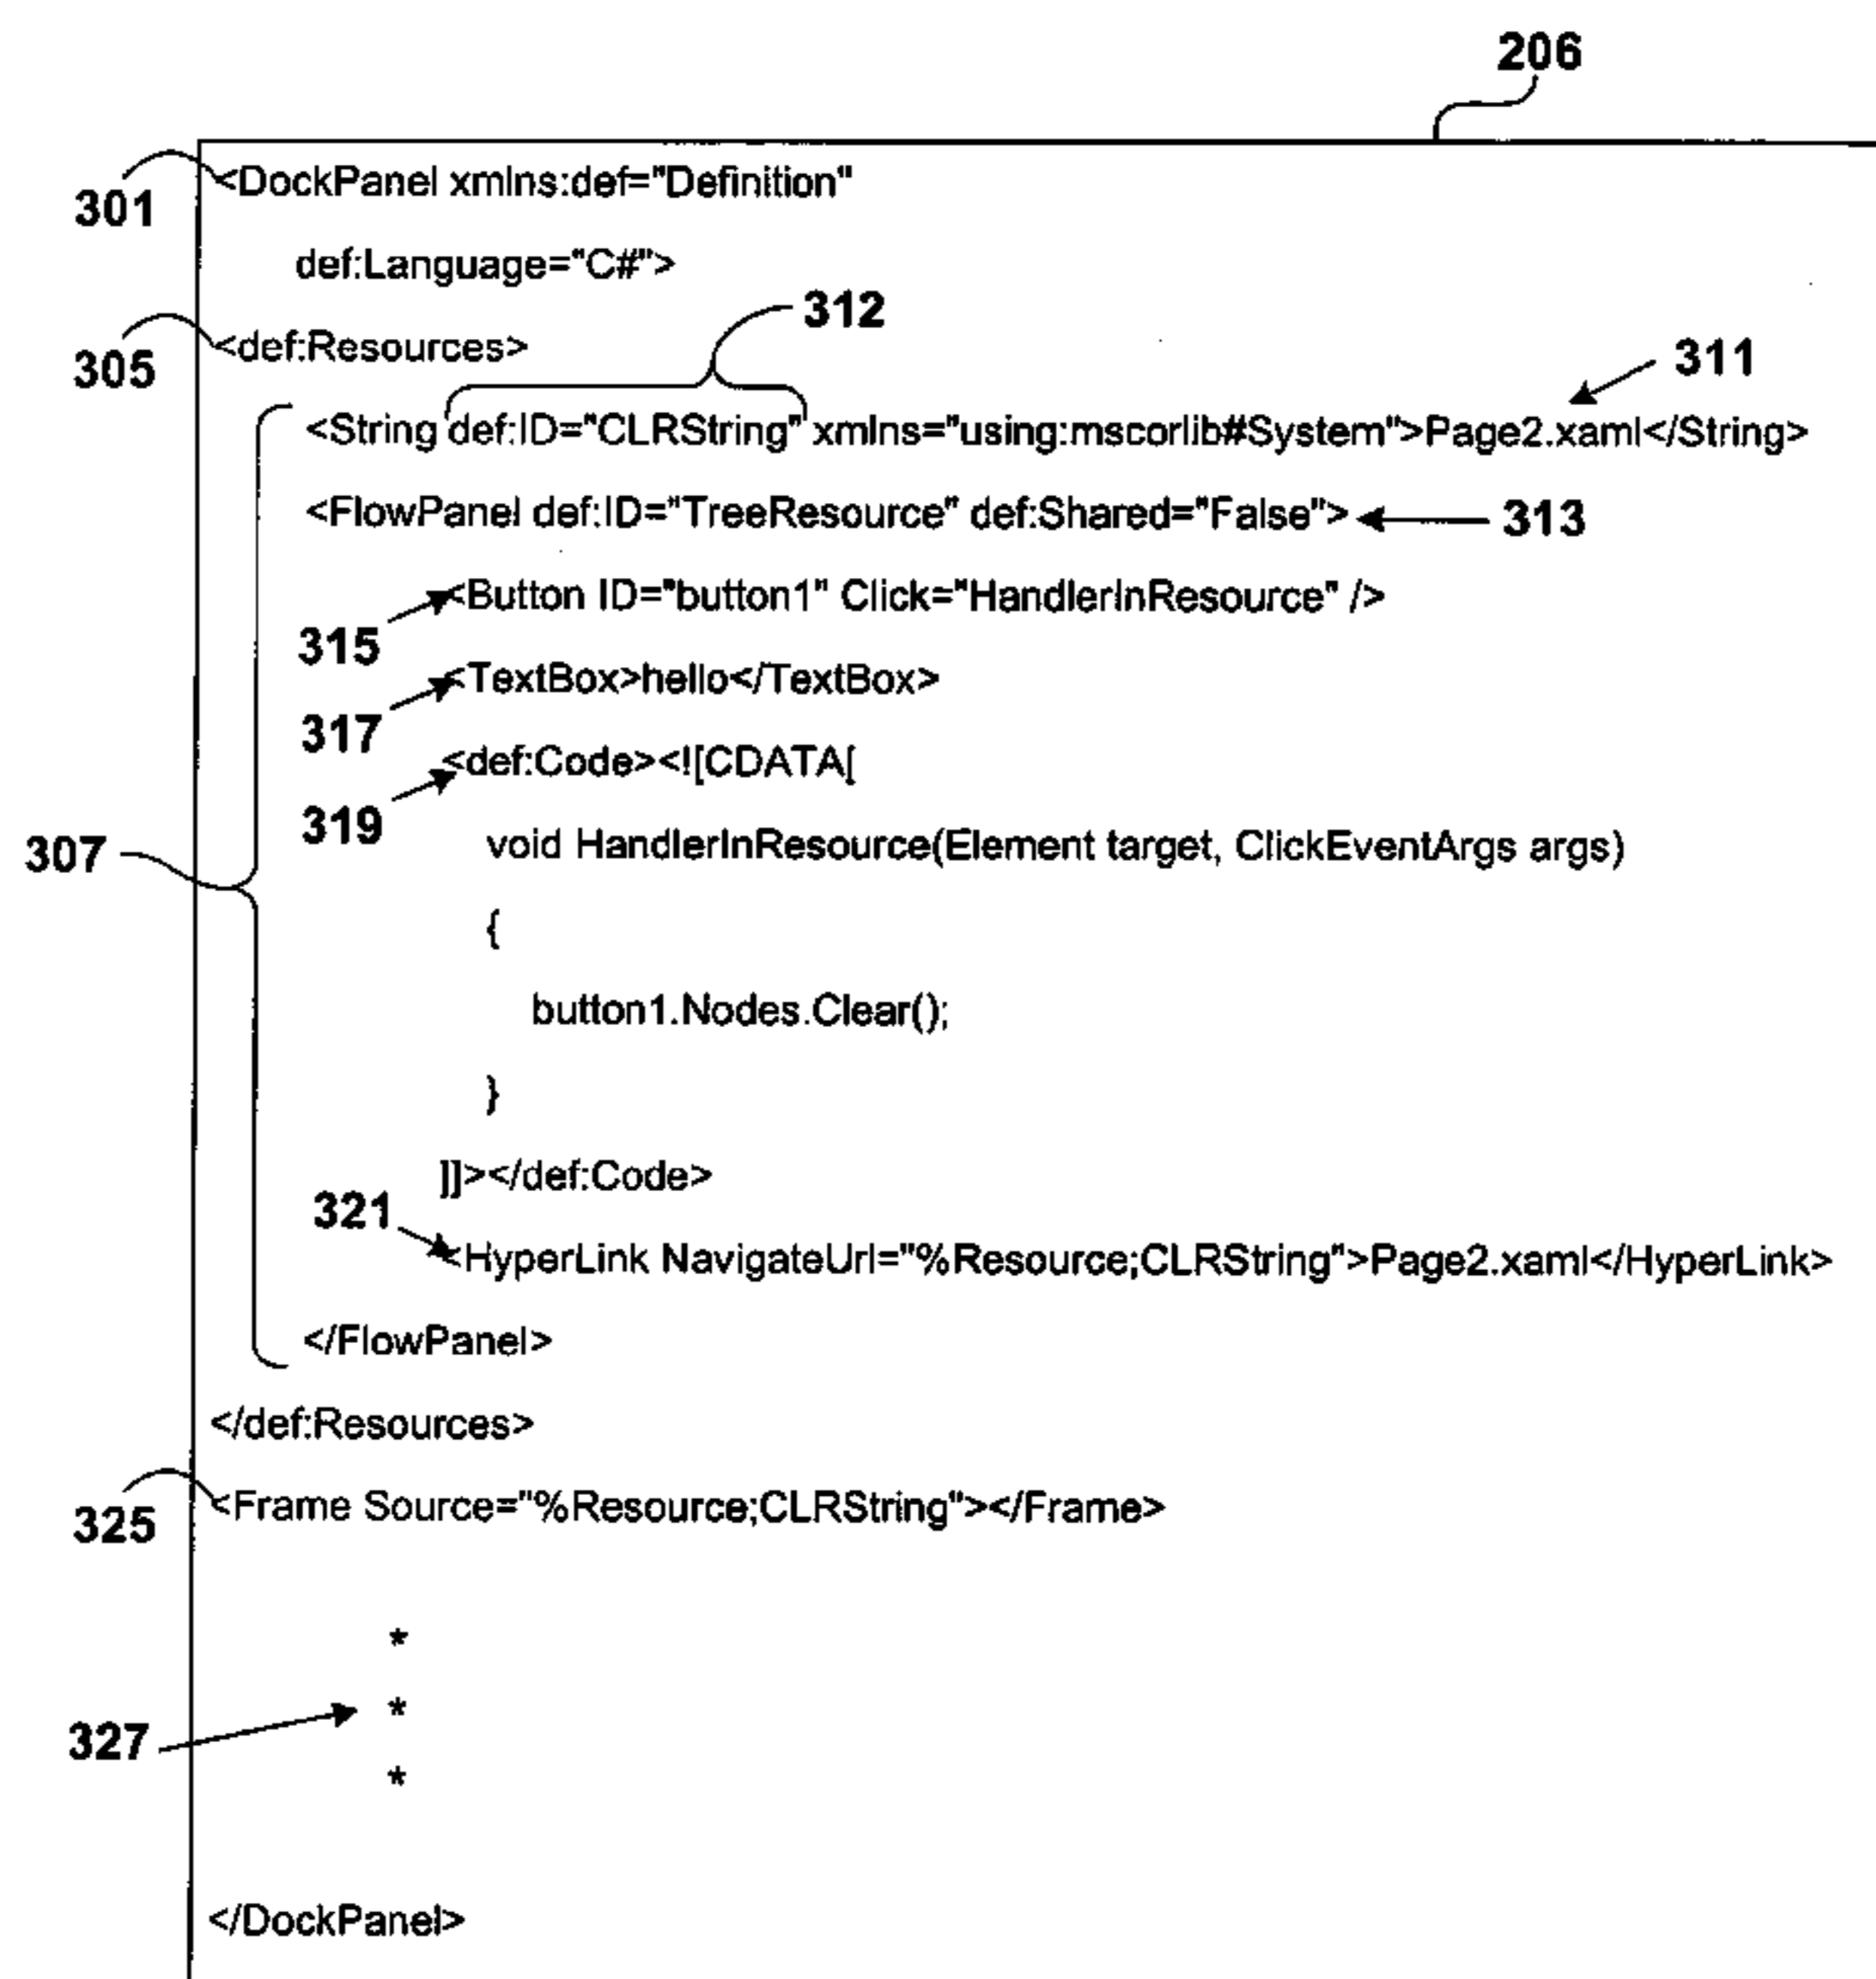 206
<DockPanel xmlns:def="Definition"
301
def:Language="C#">
312
<def:Resources>
305
311
<String def:ID="CLRString" xmlns="using:mscorlib#System">Page2.xaml</String>
<FlowPanel def:ID="TreeResource" def:Shared="False">
313
<Button ID="button1" Click="HandlerInResource" />
315
<TextBox>hello</TextBox>
317
<def:Code><![CDATA[
319
void HandlerInResource(Element target, ClickEventArgs args)
307
{
button1.Nodes.Clear();
}
]]></def:Code>
321
<HyperLink NavigateUrl="%Resource;CLRString">Page2.xaml</HyperLink>
</FlowPanel>
</def:Resources>
<Frame Source="%Resource;CLRString"></Frame>
325
*
*
327
*
</DockPanel>